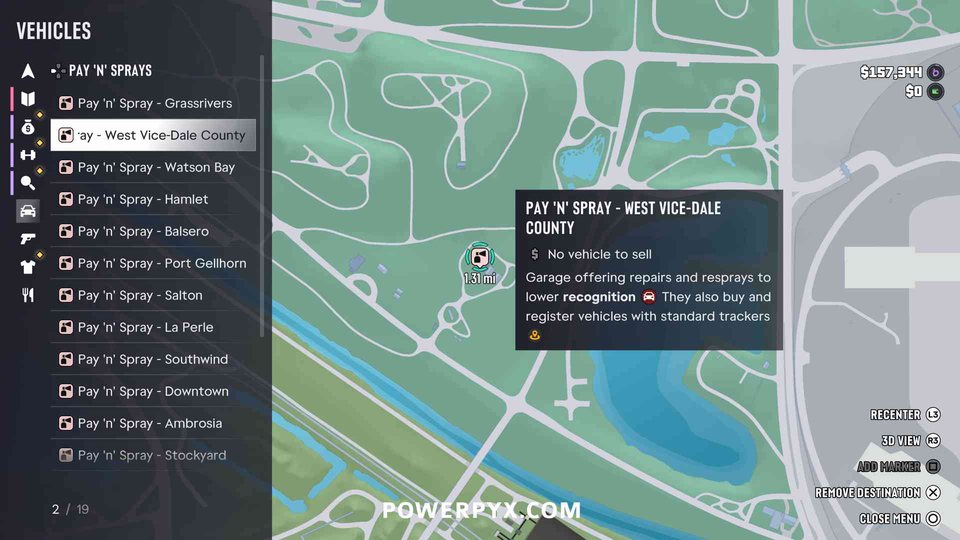 VEHICLES
PAY 'N' SPRAYS
Pay 'n' Spray - Grassrivers
ay - West Vice-Dale County
Pay 'n' Spray - Watson Bay
Pay 'n' Spray - Hamlet
Pay 'n' Spray - Balsero
Pay 'n' Spray - Port Gellhorn
Pay 'n' Spray - Salton
Pay 'n' Spray - La Perle
Pay 'n' Spray - Southwind
Pay 'n' Spray - Downtown
Pay 'n' Spray - Ambrosia
Pay 'n' Spray - Stockyard
2 / 19
1.31 mi
PAY 'N' SPRAY - WEST VICE-DALE
COUNTY
$ No vehicle to sell
Garage offering repairs and resprays to
lower recognition They also buy and
register vehicles with standard trackers
$157,344
$0
RECENTER L3
3D VIEW R3
ADD MARKER
REMOVE DESTINATION
CLOSE MENU
POWERPYX.COM